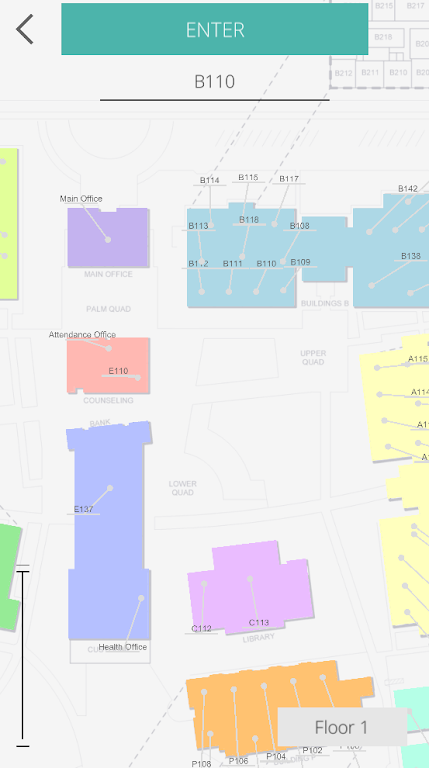 ENTER
B110
B215
B217
B218
B212
B211
B210
B114
B115
B117
B142
Main Office
B113
B118
B108
B112
B111
B110
B109
B138
MAIN OFFICE
BUILDINGS B
PALM QUAD
Attendance Office
UPPER
QUAD
A115
E110
COUNSELING
A114
BANK
LOWER
QUAD
E137
C112
C113
LIBRARY
Health Office
Floor 1
P108
P106
P104
P102